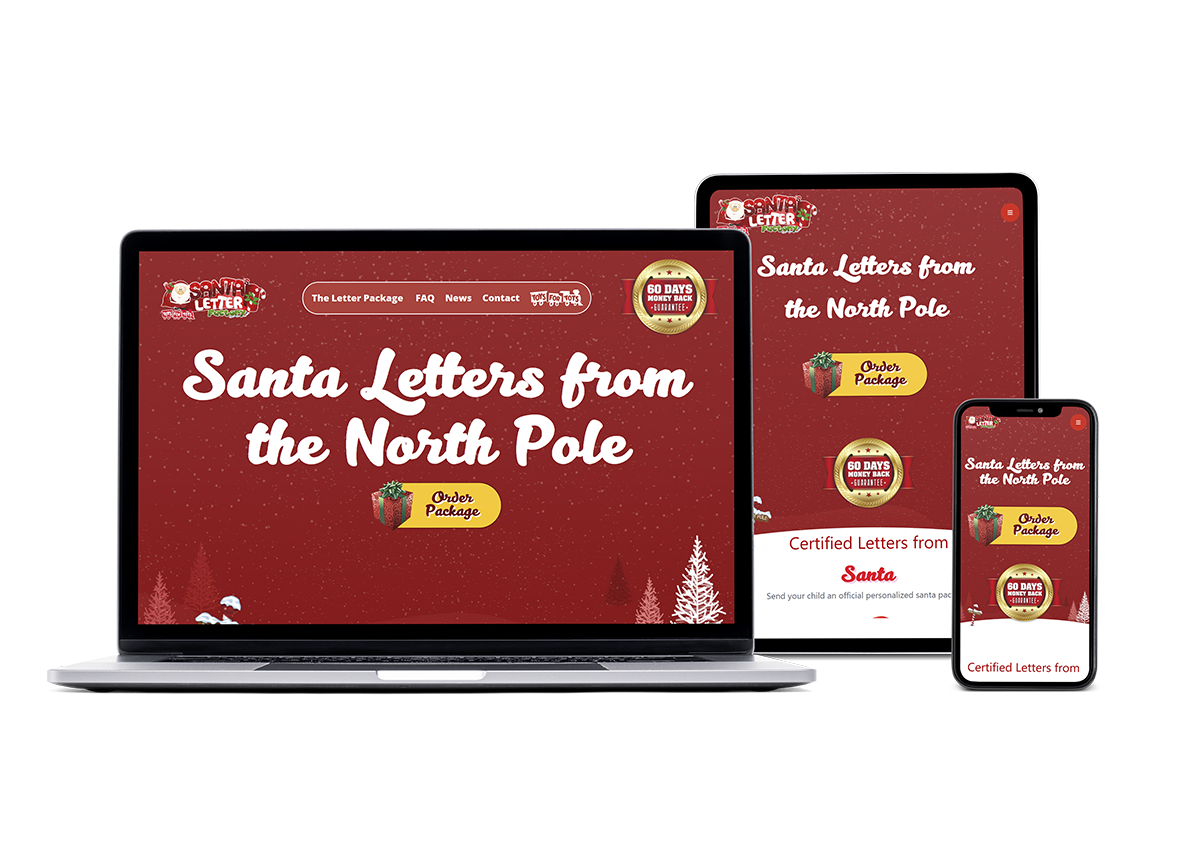 SANTA
LETTER
FACTORY
The Letter Package FAQ News Contact TOYS FOR TOTS
60 DAYS
MONEY BACK
GUARANTEE
Santa Letters from
the North Pole
Order
Package
SANTA
LETTER
FACTORY
Santa Letters from
the North Pole
Order
Package
60 DAYS
MONEY BACK
GUARANTEE
Certified Letters from
Santa
Send your child an official personalized santa pac
SANTA
LETTER
Santa Letters from
the North Pole
Order
Package
60 DAYS
MONEY BACK
GUARANTEE
Certified Letters from